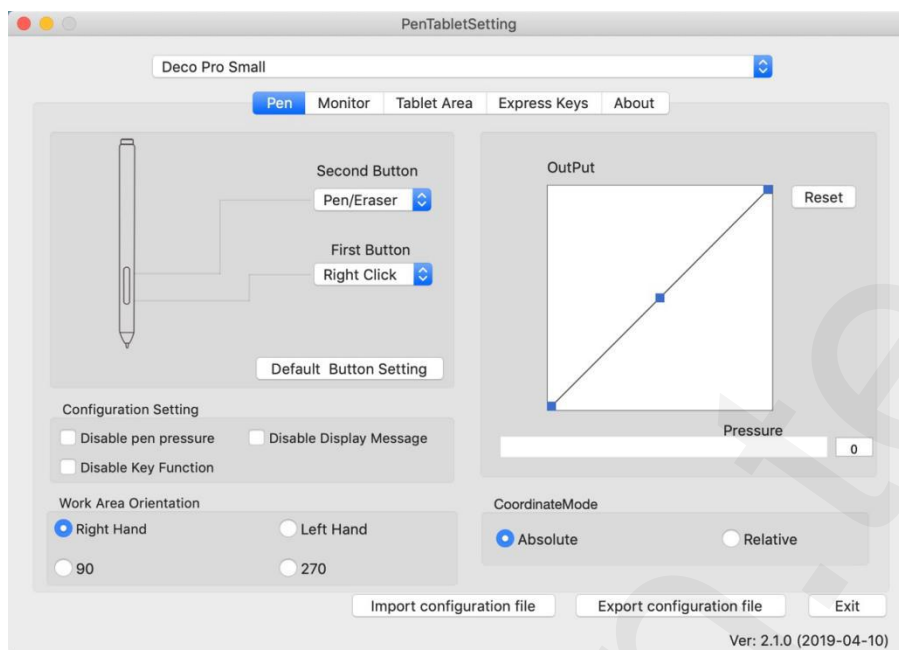 PenTabletSetting
Deco Pro Small
Pen Monitor Tablet Area Express Keys About
Second Button
Pen/Eraser
First Button
Right Click
Default Button Setting
OutPut
Reset
Pressure
0
Configuration Setting
Disable pen pressure Disable Display Message
Disable Key Function
Work Area Orientation
Right Hand Left Hand
90 270
CoordinateMode
Absolute Relative
Import configuration file Export configuration file Exit
Ver: 2.1.0 (2019-04-10)